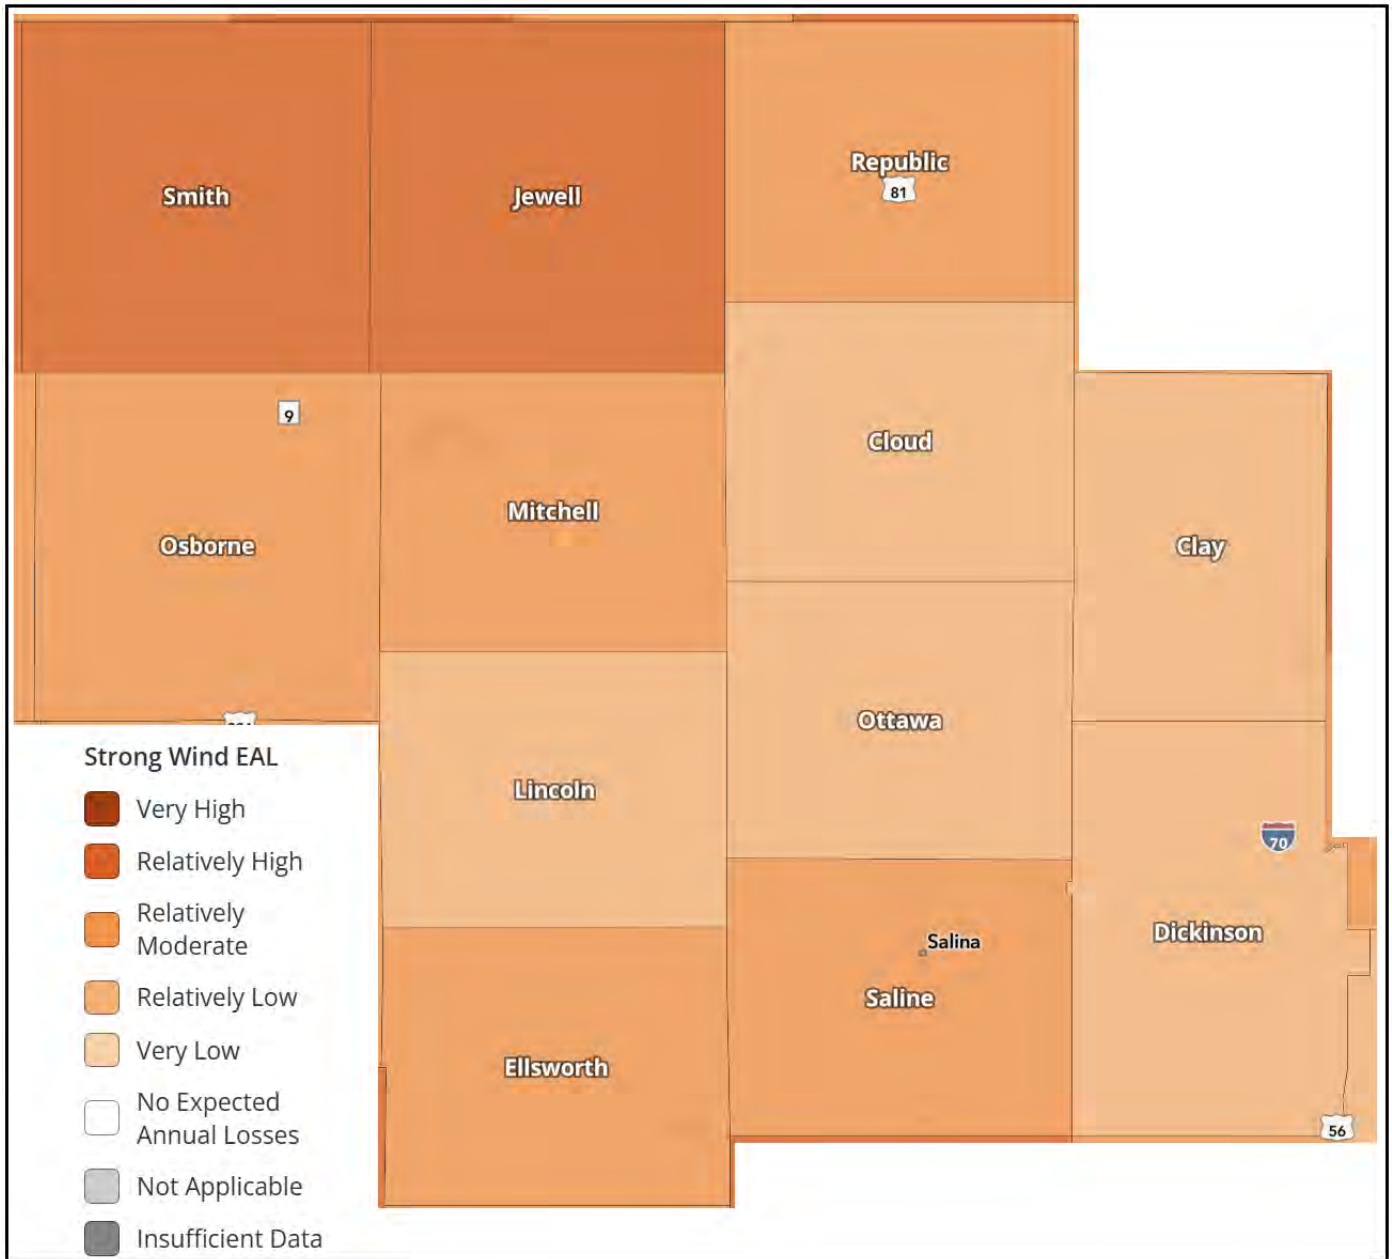 Smith
Jewell
Republic
81
9
Cloud
Mitchell
Osborne
Clay
Ottawa
Lincoln
70
Dickinson
Salina
Saline
Ellsworth
56
Strong Wind EAL
Very High
Relatively High
Relatively
Moderate
Relatively Low
Very Low
No Expected
Annual Losses
Not Applicable
Insufficient Data